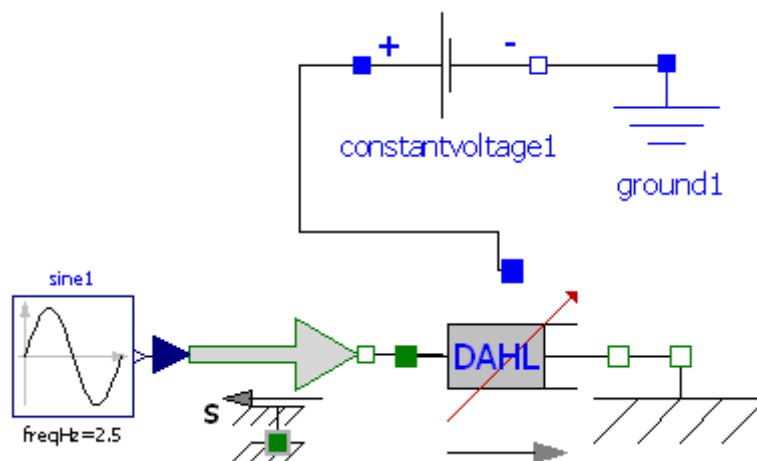 + -
constantvoltage1
ground1
sine1
DAHL
S
freqHz=2.5